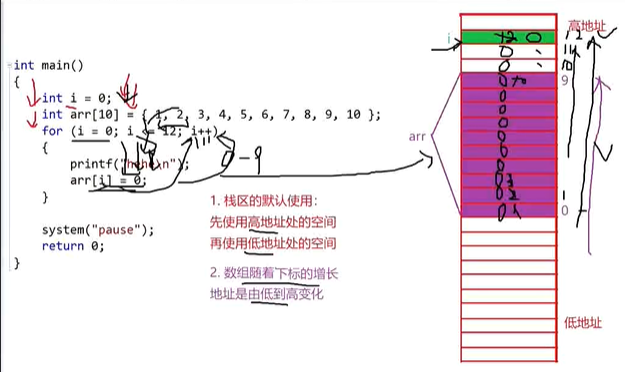 int main()
{
int i = 0;
int arr[10] = { 1, 2, 3, 4, 5, 6, 7, 8, 9, 10 };
for (i = 0; i <= 12; i++)
{
printf("hehe\n");
arr[i] = 0;
}
system("pause");
return 0;
}
0 - 9
1. 栈区的默认使用:
先使用高地址处的空间
再使用低地址处的空间
2. 数组随着下标的增长
地址是由低到高变化
高地址
i
0
12
11
0
10
0
9
arr
0
0
0
0
0
0
0
0
1
0
0
低地址